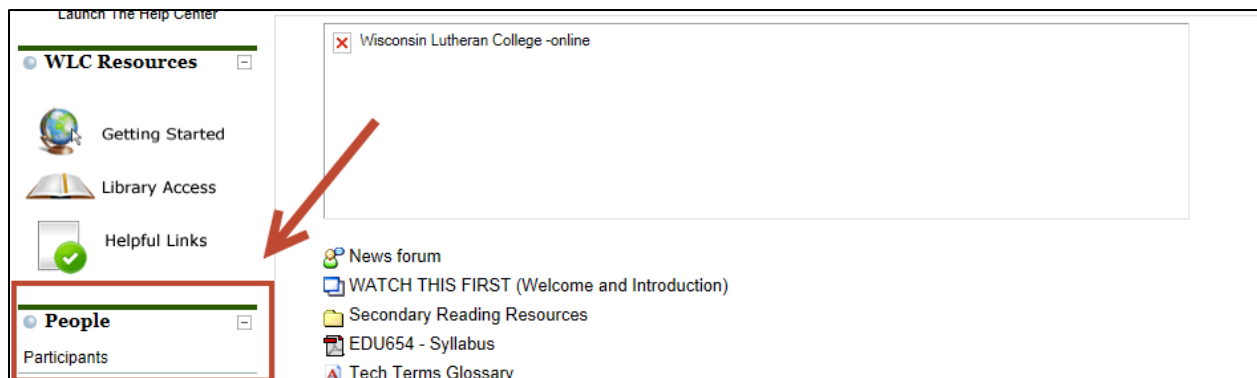 Launch The Help Center
WLC Resources
Getting Started
Library Access
Helpful Links
People
Participants
Wisconsin Lutheran College -online
News forum
WATCH THIS FIRST (Welcome and Introduction)
Secondary Reading Resources
EDU654 - Syllabus
Tech Terms Glossary